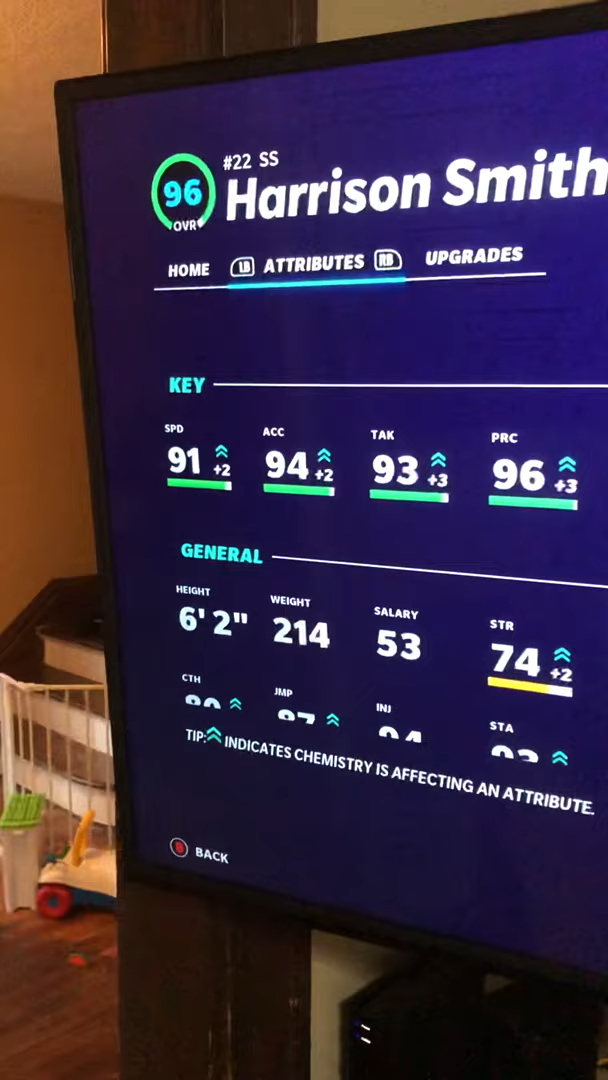 #22 SS
96 OVR
Harrison Smith
HOME LB ATTRIBUTES RB UPGRADES
KEY
SPD ACC TAK PRC
91 +2 94 +2 93 +3 96 +3
GENERAL
HEIGHT WEIGHT SALARY STR
6' 2" 214 53 74 +2
CTH JMP INJ STA
TIP: INDICATES CHEMISTRY IS AFFECTING AN ATTRIBUTE.
B BACK